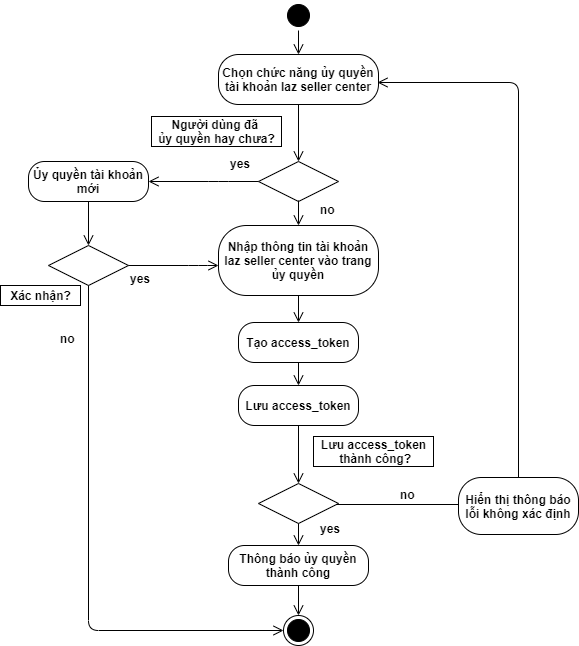 Chọn chức năng ủy quyền
tài khoản laz seller center
Người dùng đã
ủy quyền hay chưa?
yes
Ủy quyền tài khoản
mới
no
Nhập thông tin tài khoản
laz seller center vào trang
ủy quyền
yes
Xác nhận?
no
Tạo access_token
Lưu access_token
Lưu access_token
thành công?
no
Hiển thị thông báo
lỗi không xác định
yes
Thông báo ủy quyền
thành công